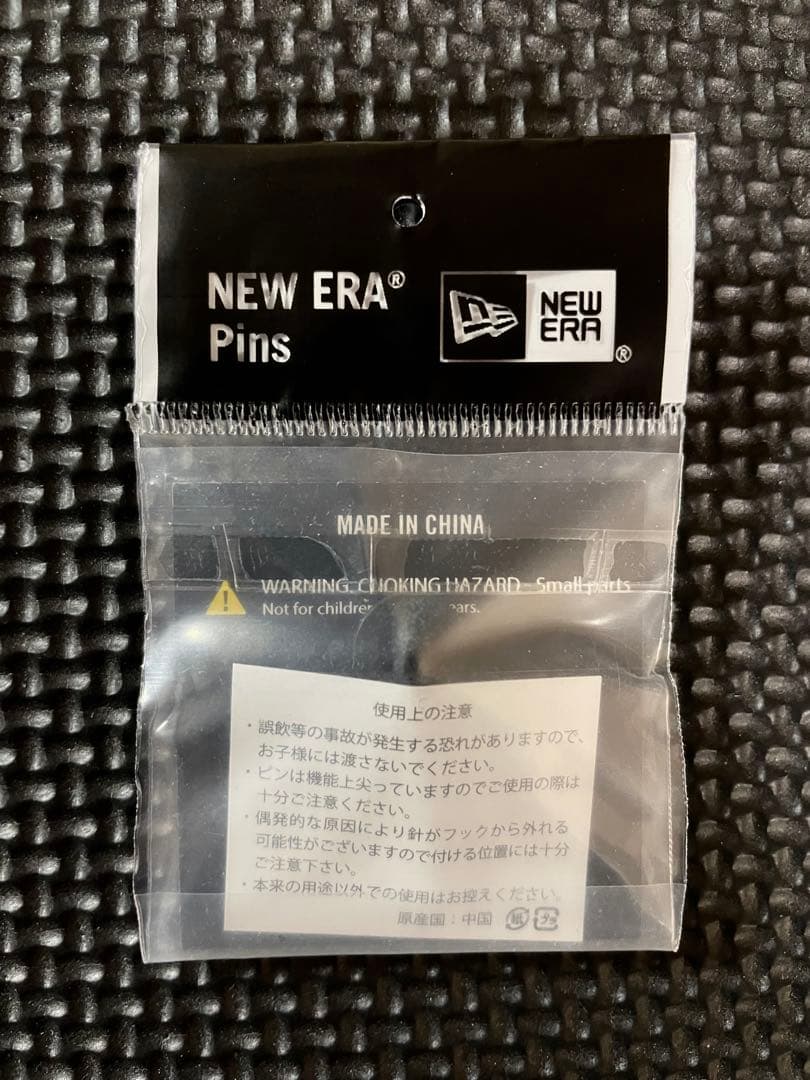 NEW ERA®
Pins
NEW
ERA
®
MADE IN CHINA
WARNING CHOKING HAZARD - Small parts
Not for children ears.
使用上の注意
・誤飲等の事故が発生する恐れがありますので、
お子様には渡さないでください。
・ピンは機能上尖っていますのでご使用の際は
十分ご注意ください。
・偶発的な原因により針がフックから外れる
可能性がございますので付ける位置には十分
ご注意下さい。
・本来の用途以外での使用はお控えください。
原産国：中国 紙 プラ